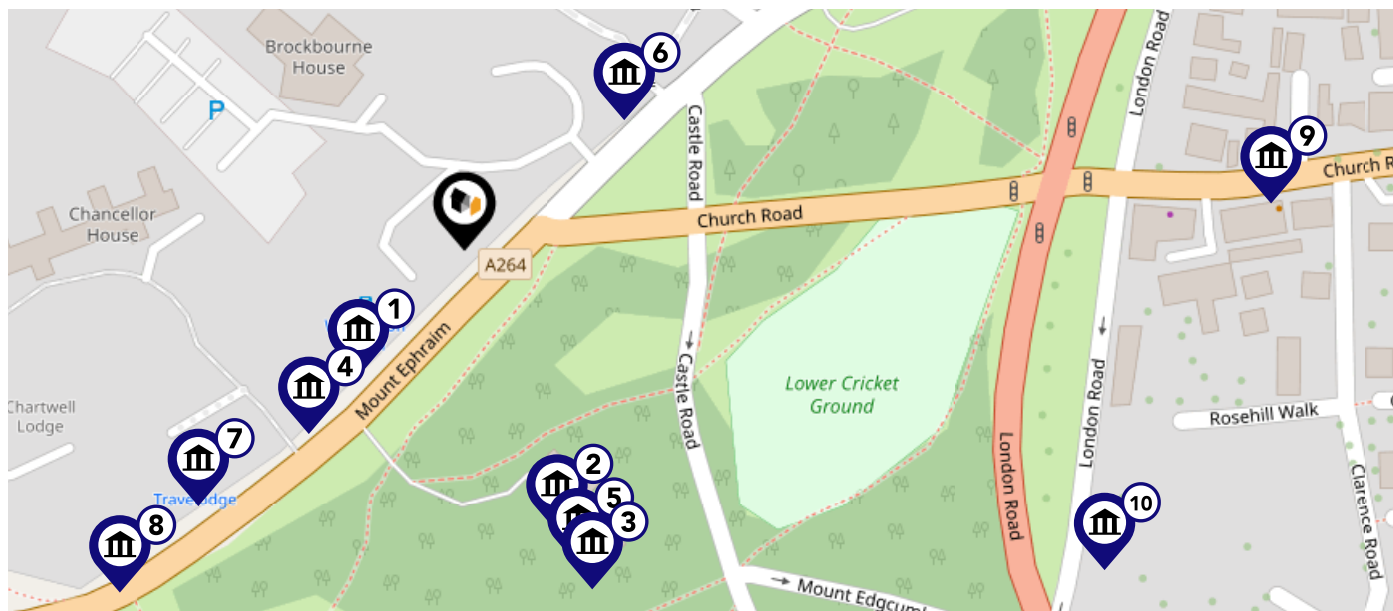 Brockbourne
House
6
P
Castle Road
London Road
9
Church R
Church Road
Chancellor
House
A264
1
4
Mount Ephraim
Castle Road
Lower Cricket
Ground
London Road
Chartwell
Lodge
Rosehill Walk
7
2
5
3
London Road
Clarence Road
10
8
Mount Edgcumb